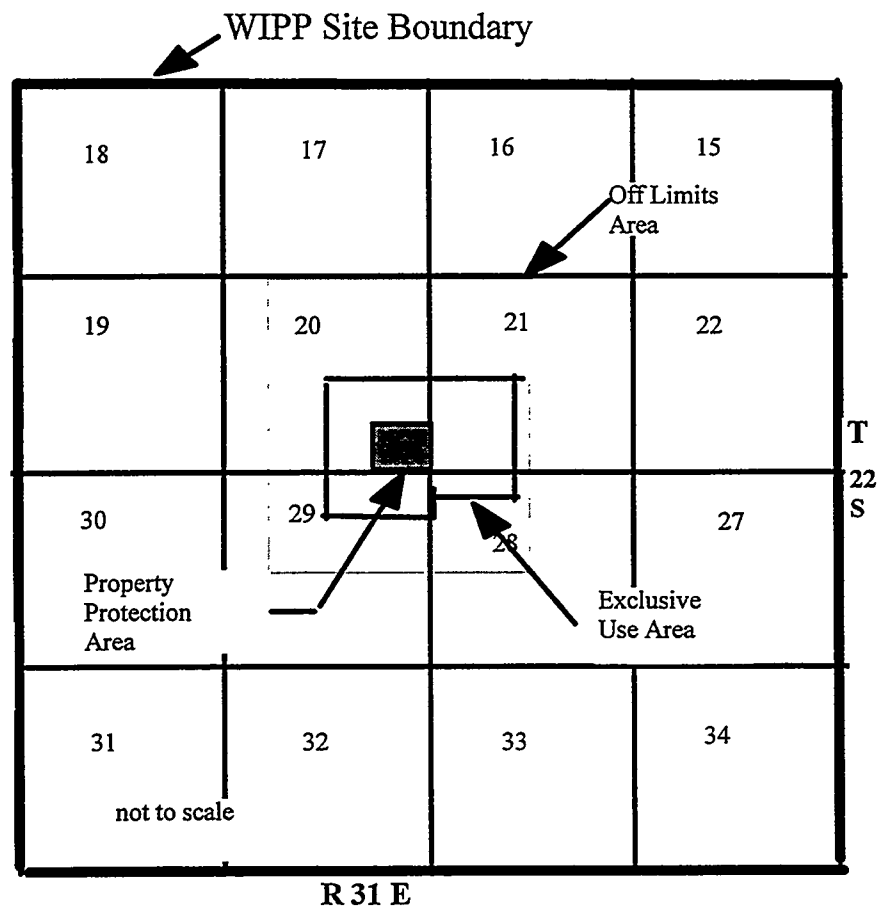 WIPP Site Boundary
18
17
16
15
Off Limits
Area
19
20
21
22
T
22
S
30
29
28
27
Property
Protection
Area
Exclusive
Use Area
31
32
33
34
not to scale
R 31 E